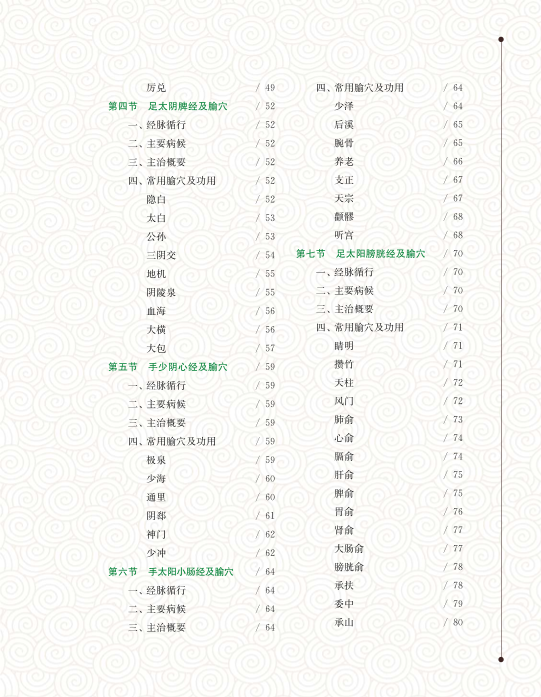 厉兑 / 49
第四节 足太阴脾经及腧穴 / 52
一、经脉循行 / 52
二、主要病候 / 52
三、主治概要 / 52
四、常用腧穴及功用 / 52
隐白 / 52
太白 / 53
公孙 / 53
三阴交 / 54
地机 / 55
阴陵泉 / 55
血海 / 56
大横 / 56
大包 / 57
第五节 手少阴心经及腧穴 / 59
一、经脉循行 / 59
二、主要病候 / 59
三、主治概要 / 59
四、常用腧穴及功用 / 59
极泉 / 59
少海 / 60
通里 / 60
阴郄 / 61
神门 / 62
少冲 / 62
第六节 手太阳小肠经及腧穴 / 64
一、经脉循行 / 64
二、主要病候 / 64
三、主治概要 / 64
四、常用腧穴及功用 / 64
少泽 / 64
后溪 / 65
腕骨 / 65
养老 / 66
支正 / 67
天宗 / 67
颧髎 / 68
听宫 / 68
第七节 足太阳膀胱经及腧穴 / 70
一、经脉循行 / 70
二、主要病候 / 70
三、主治概要 / 70
四、常用腧穴及功用 / 71
睛明 / 71
攒竹 / 71
天柱 / 72
风门 / 72
肺俞 / 73
心俞 / 74
膈俞 / 74
肝俞 / 75
脾俞 / 75
胃俞 / 76
肾俞 / 77
大肠俞 / 77
膀胱俞 / 78
承扶 / 78
委中 / 79
承山 / 80